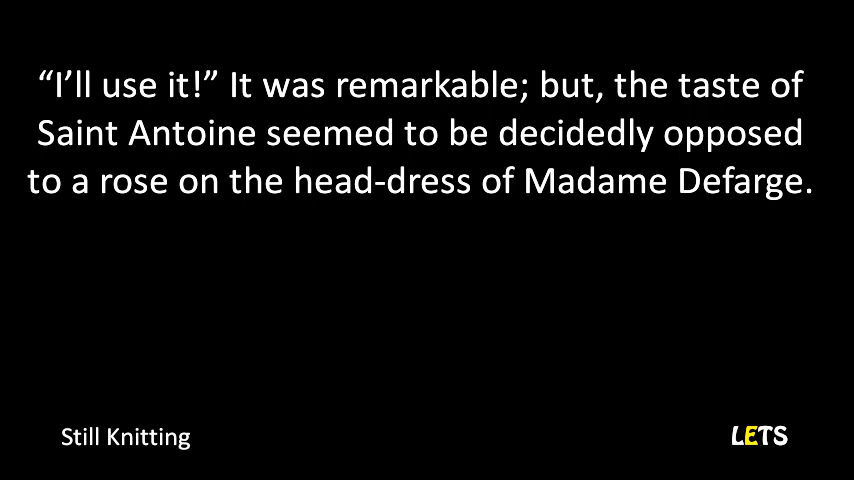 “I’ll use it!” It was remarkable; but, the taste of
Saint Antoine seemed to be decidedly opposed
to a rose on the head-dress of Madame Defarge.
Still Knitting
LETS